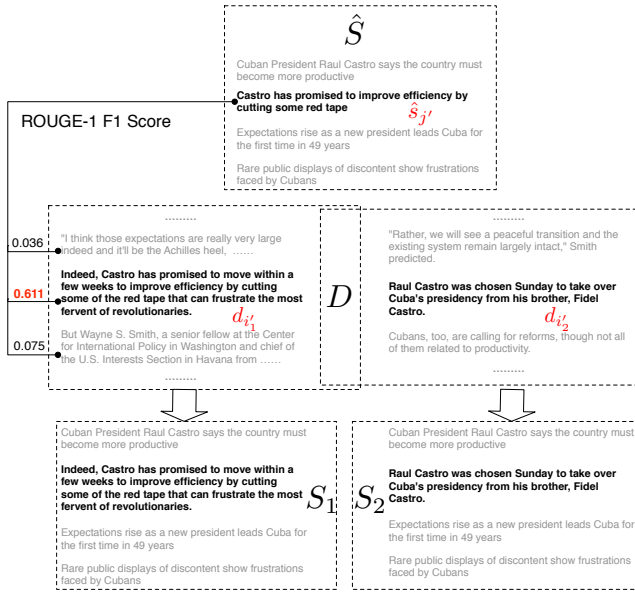 Ŝ
Cuban President Raul Castro says the country must
become more productive
Castro has promised to improve efficiency by
cutting some red tape
ŝ_{j'}
Expectations rise as a new president leads Cuba for
the first time in 49 years
Rare public displays of discontent show frustrations
faced by Cubans
ROUGE-1 F1 Score
0.036
0.611
0.075
.........
"I think those expectations are really very large
indeed and it'll be the Achilles heel, ……
Indeed, Castro has promised to move within a
few weeks to improve efficiency by cutting
some of the red tape that can frustrate the most
fervent of revolutionaries.
d_{i'_1}
But Wayne S. Smith, a senior fellow at the Center
for International Policy in Washington and chief of
the U.S. Interests Section in Havana from ……
.........
D
.........
"Rather, we will see a peaceful transition and the
existing system remain largely intact," Smith
predicted.
Raul Castro was chosen Sunday to take over
Cuba's presidency from his brother, Fidel
Castro.
d_{i'_2}
Cubans, too, are calling for reforms, though not all
of them related to productivity.
.........
Cuban President Raul Castro says the country must
become more productive
Indeed, Castro has promised to move within a
few weeks to improve efficiency by cutting
some of the red tape that can frustrate the most
fervent of revolutionaries.
S_1
Expectations rise as a new president leads Cuba for
the first time in 49 years
Rare public displays of discontent show frustrations
faced by Cubans
Cuban President Raul Castro says the country must
become more productive
Raul Castro was chosen Sunday to take over
Cuba's presidency from his brother, Fidel
Castro.
S_2
Expectations rise as a new president leads Cuba for
the first time in 49 years
Rare public displays of discontent show frustrations
faced by Cubans